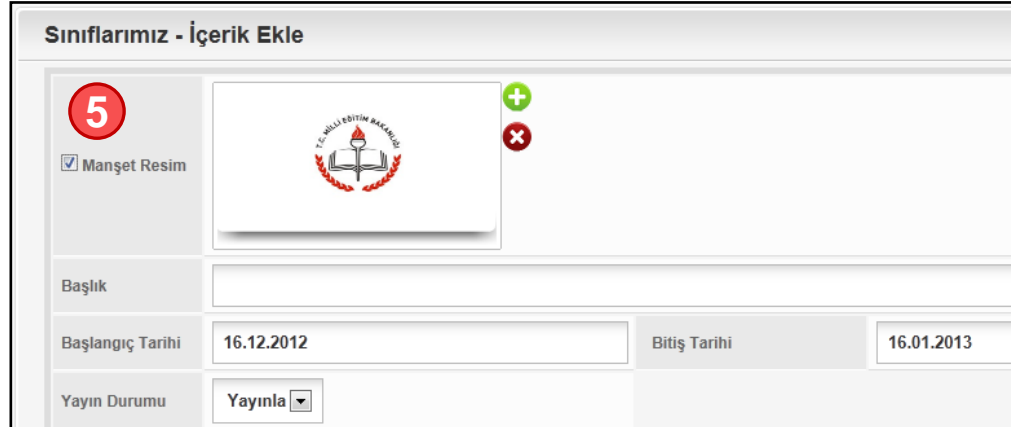 Sınıflarımız - İçerik Ekle
5
Manşet Resim
T.C. MİLLİ EĞİTİM BAKANLIĞI
Başlık
Başlangıç Tarihi 16.12.2012 Bitiş Tarihi 16.01.2013
Yayın Durumu Yayınla